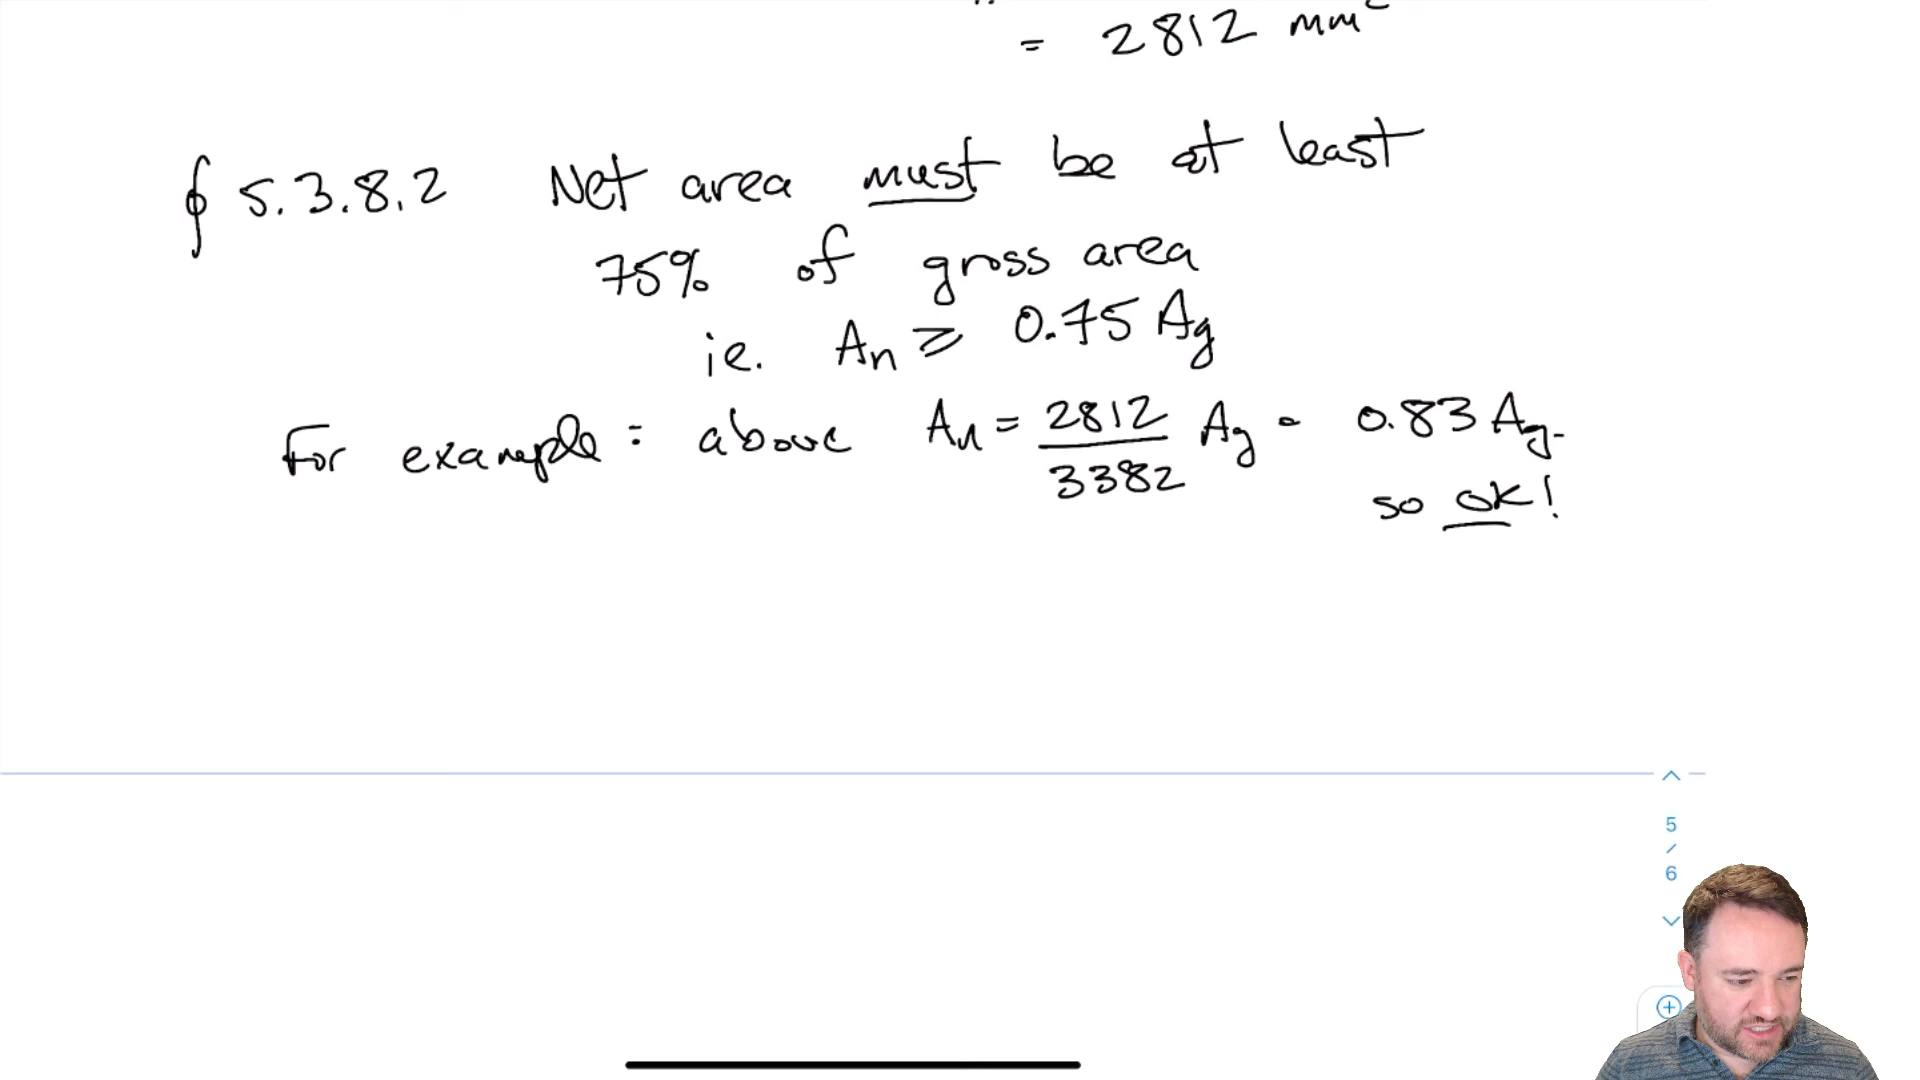 = 2812 mm²
§ 5.3.8.2 Net area must be at least
75% of gross area
ie. An ≥ 0.75 Ag
For example: above An = 2812/3382 Ag = 0.83 Ag.
so OK!
5
/
6